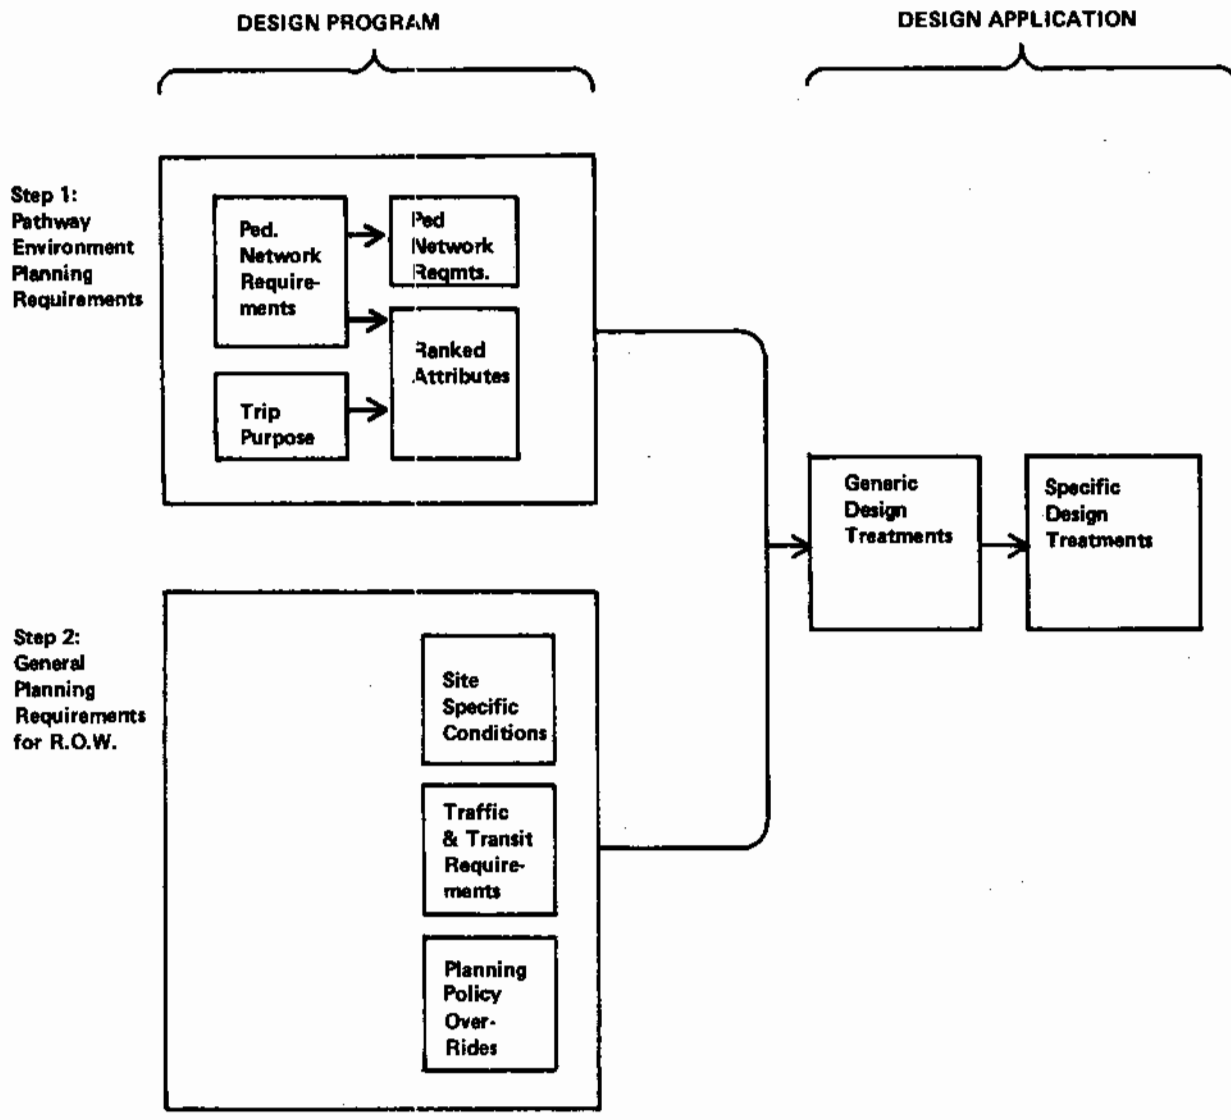 DESIGN PROGRAM
DESIGN APPLICATION
Step 1:
Pathway
Environment
Planning
Requirements
Ped.
Network
Require-
ments
Ped
Network
Reqmts.
Ranked
Attributes
Trip
Purpose
Generic
Design
Treatments
Specific
Design
Treatments
Step 2:
General
Planning
Requirements
for R.O.W.
Site
Specific
Conditions
Traffic
& Transit
Require-
ments
Planning
Policy
Over-
Rides